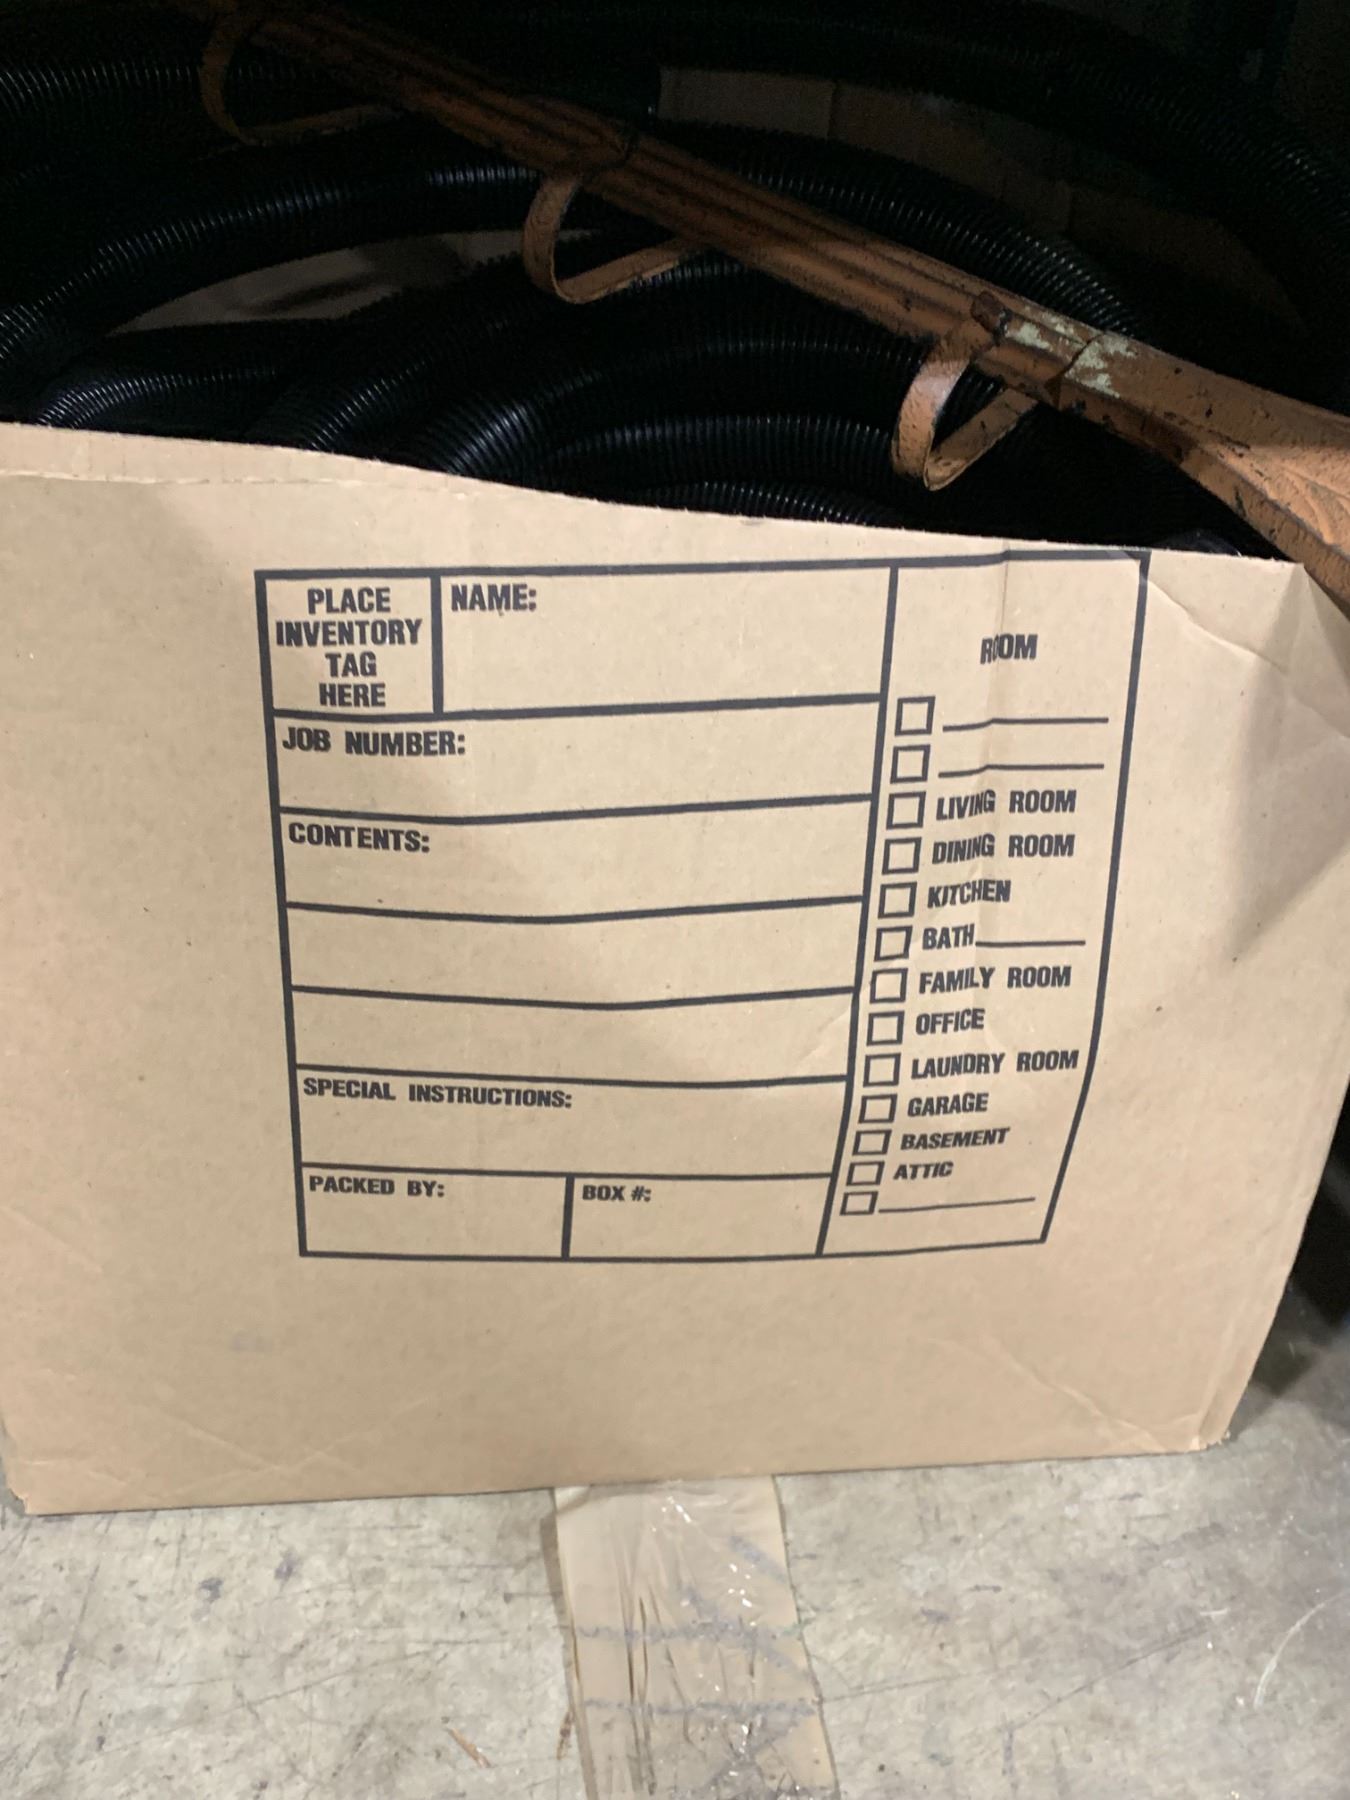 PLACE
INVENTORY
TAG
HERE
NAME:
JOB NUMBER:
CONTENTS:
SPECIAL INSTRUCTIONS:
PACKED BY:
BOX #:
ROOM
LIVING ROOM
DINING ROOM
KITCHEN
BATH
FAMILY ROOM
OFFICE
LAUNDRY ROOM
GARAGE
BASEMENT
ATTIC